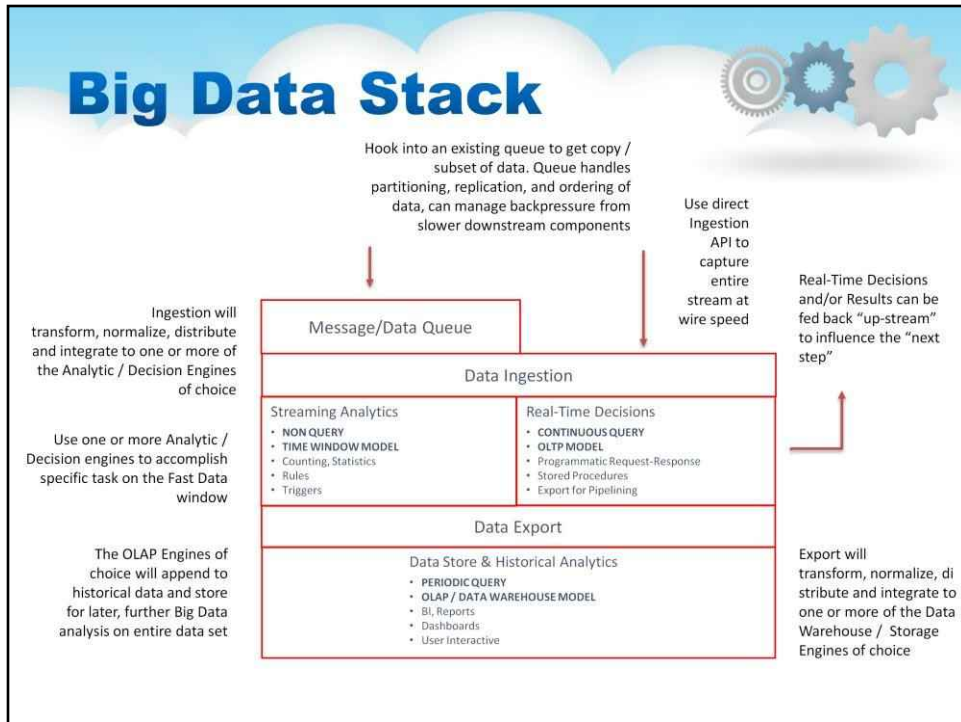 Big Data Stack
Hook into an existing queue to get copy /
subset of data. Queue handles
partitioning, replication, and ordering of
data, can manage backpressure from
slower downstream components
Use direct
Ingestion
API to
capture
entire
stream at
wire speed
Real-Time Decisions
and/or Results can be
fed back “up-stream”
to influence the “next
step”
Ingestion will
transform, normalize, distribute
and integrate to one or more of
the Analytic / Decision Engines
of choice
Message/Data Queue
Data Ingestion
Streaming Analytics
• NON QUERY
• TIME WINDOW MODEL
• Counting, Statistics
• Rules
• Triggers
Real-Time Decisions
• CONTINUOUS QUERY
• OLTP MODEL
• Programmatic Request-Response
• Stored Procedures
• Export for Pipelining
Use one or more Analytic /
Decision engines to accomplish
specific task on the Fast Data
window
Data Export
The OLAP Engines of
choice will append to
historical data and store
for later, further Big Data
analysis on entire data set
Data Store & Historical Analytics
• PERIODIC QUERY
• OLAP / DATA WAREHOUSE MODEL
• BI, Reports
• Dashboards
• User Interactive
Export will
transform, normalize, di
stribute and integrate to
one or more of the Data
Warehouse / Storage
Engines of choice